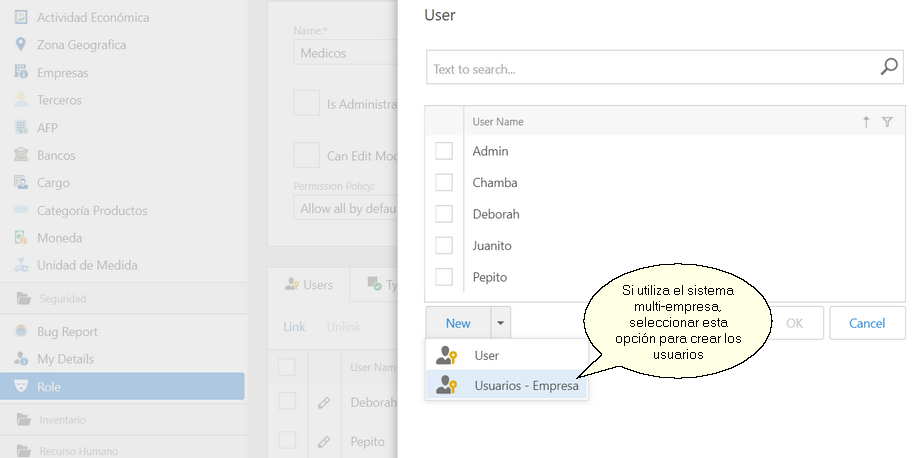 Actividad Económica
Zona Geografica
Empresas
Terceros
AFP
Bancos
Cargo
Categoría Productos
Moneda
Unidad de Medida
Seguridad
Bug Report
My Details
Role
Inventario
Recurso Humano
Name:*
Medicos
Is Administra
Can Edit Mod
Permission Policy:
Allow all by defau
Users
Ty
Link
Unlink
User Nam
Deborah
Pepito
User
Text to search...
User Name
Admin
Chamba
Deborah
Juanito
Pepito
New
OK
Cancel
User
Usuarios - Empresa
Si utiliza el sistema
multi-empresa,
seleccionar esta
opción para crear los
usuarios